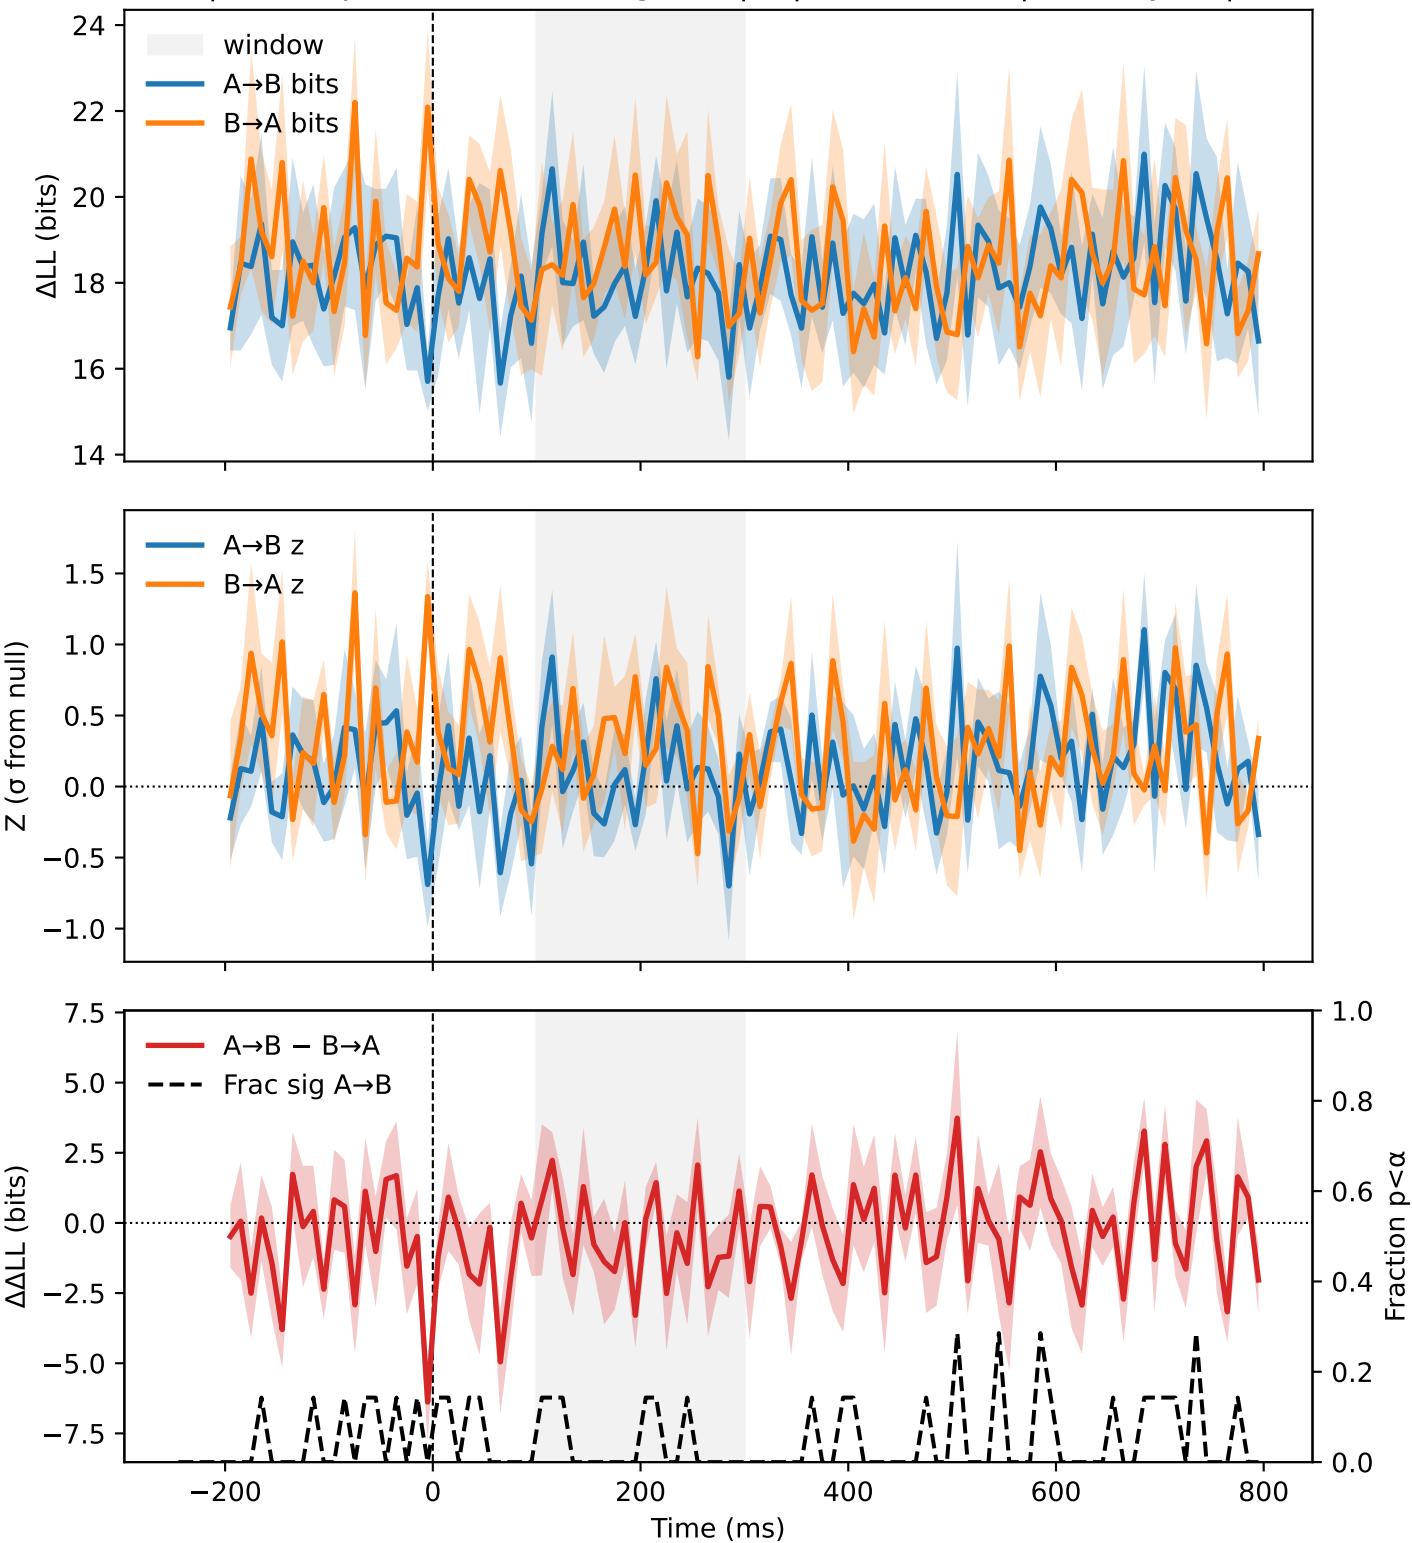 24
22
20
18
16
14
ΔLL (bits)
window
A→B bits
B→A bits
1.5
1.0
0.5
0.0
−0.5
−1.0
Z (σ from null)
A→B z
B→A z
7.5
5.0
2.5
0.0
−2.5
−5.0
−7.5
ΔΔLL (bits)
A→B − B→A
Frac sig A→B
1.0
0.8
0.6
0.4
0.2
0.0
Fraction p<α
−200 0 200 400 600 800
Time (ms)